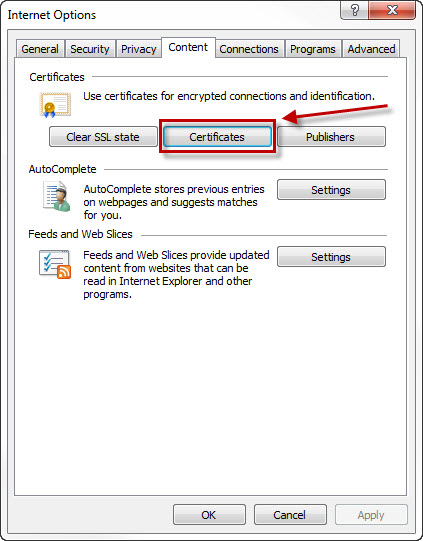 Internet Options
?
General Security Privacy Content Connections Programs Advanced
Certificates
Use certificates for encrypted connections and identification.
Clear SSL state Certificates Publishers
AutoComplete
AutoComplete stores previous entries
on webpages and suggests matches
for you.
Settings
Feeds and Web Slices
Feeds and Web Slices provide updated
content from websites that can be
read in Internet Explorer and other
programs.
Settings
OK Cancel Apply